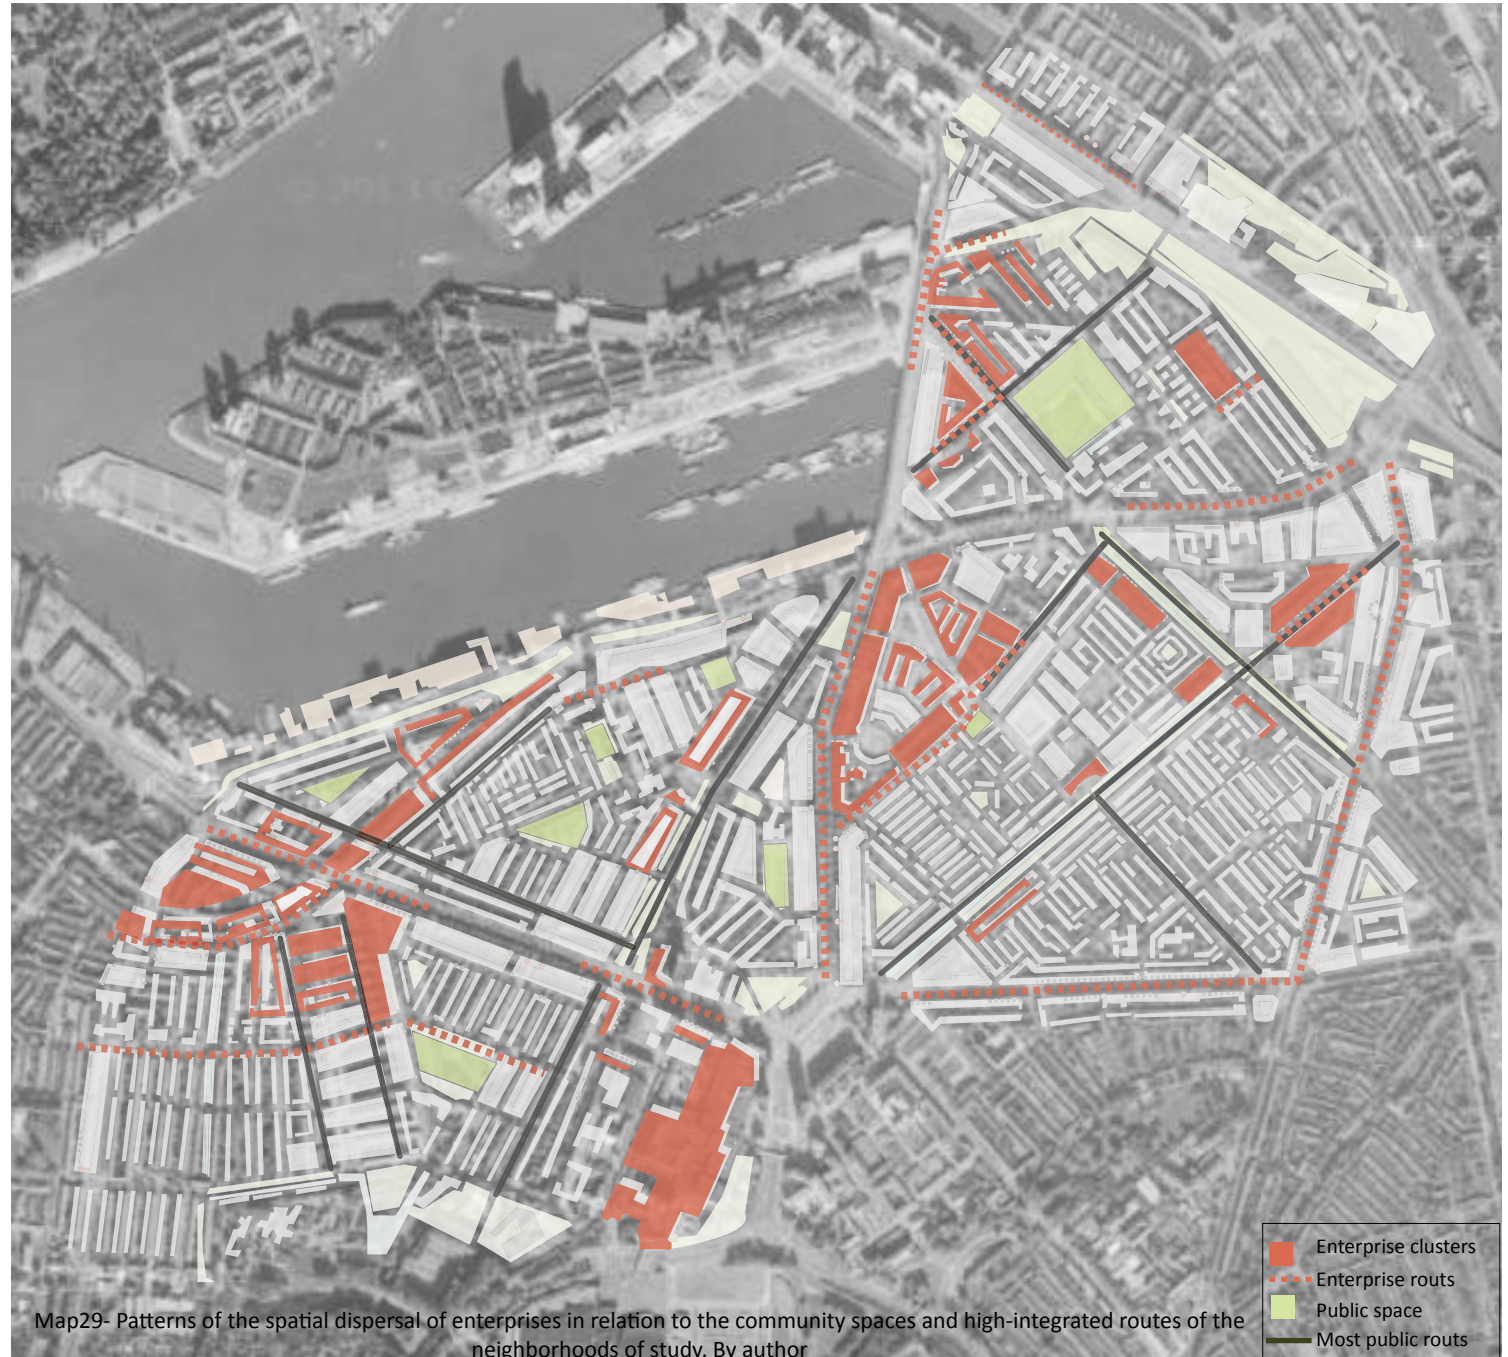 Enterprise clusters
Enterprise routs
Public space
Most public routs
Map29- Patterns of the spatial dispersal of enterprises in relation to the community spaces and high-integrated routes of the
neighborhoods of study. By author